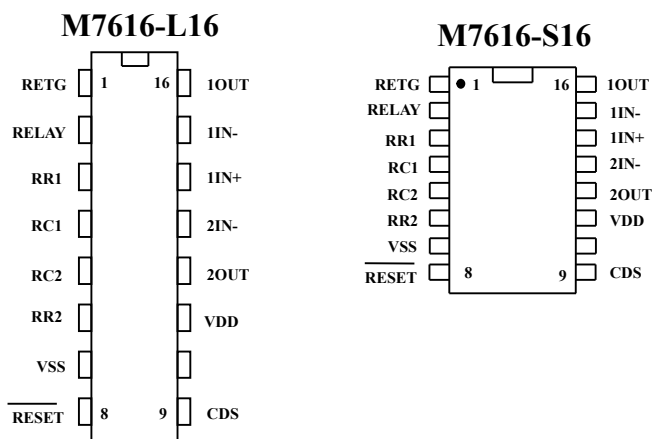 M7616-L16
RETG 1 16 1OUT
RELAY 1IN-
RR1 1IN+
RC1 2IN-
RC2 2OUT
RR2 VDD
VSS
RESET 8 9 CDS
M7616-S16
RETG 1 16 1OUT
RELAY 1IN-
RR1 1IN+
RC1 2IN-
RC2 2OUT
RR2 VDD
VSS
RESET 8 9 CDS